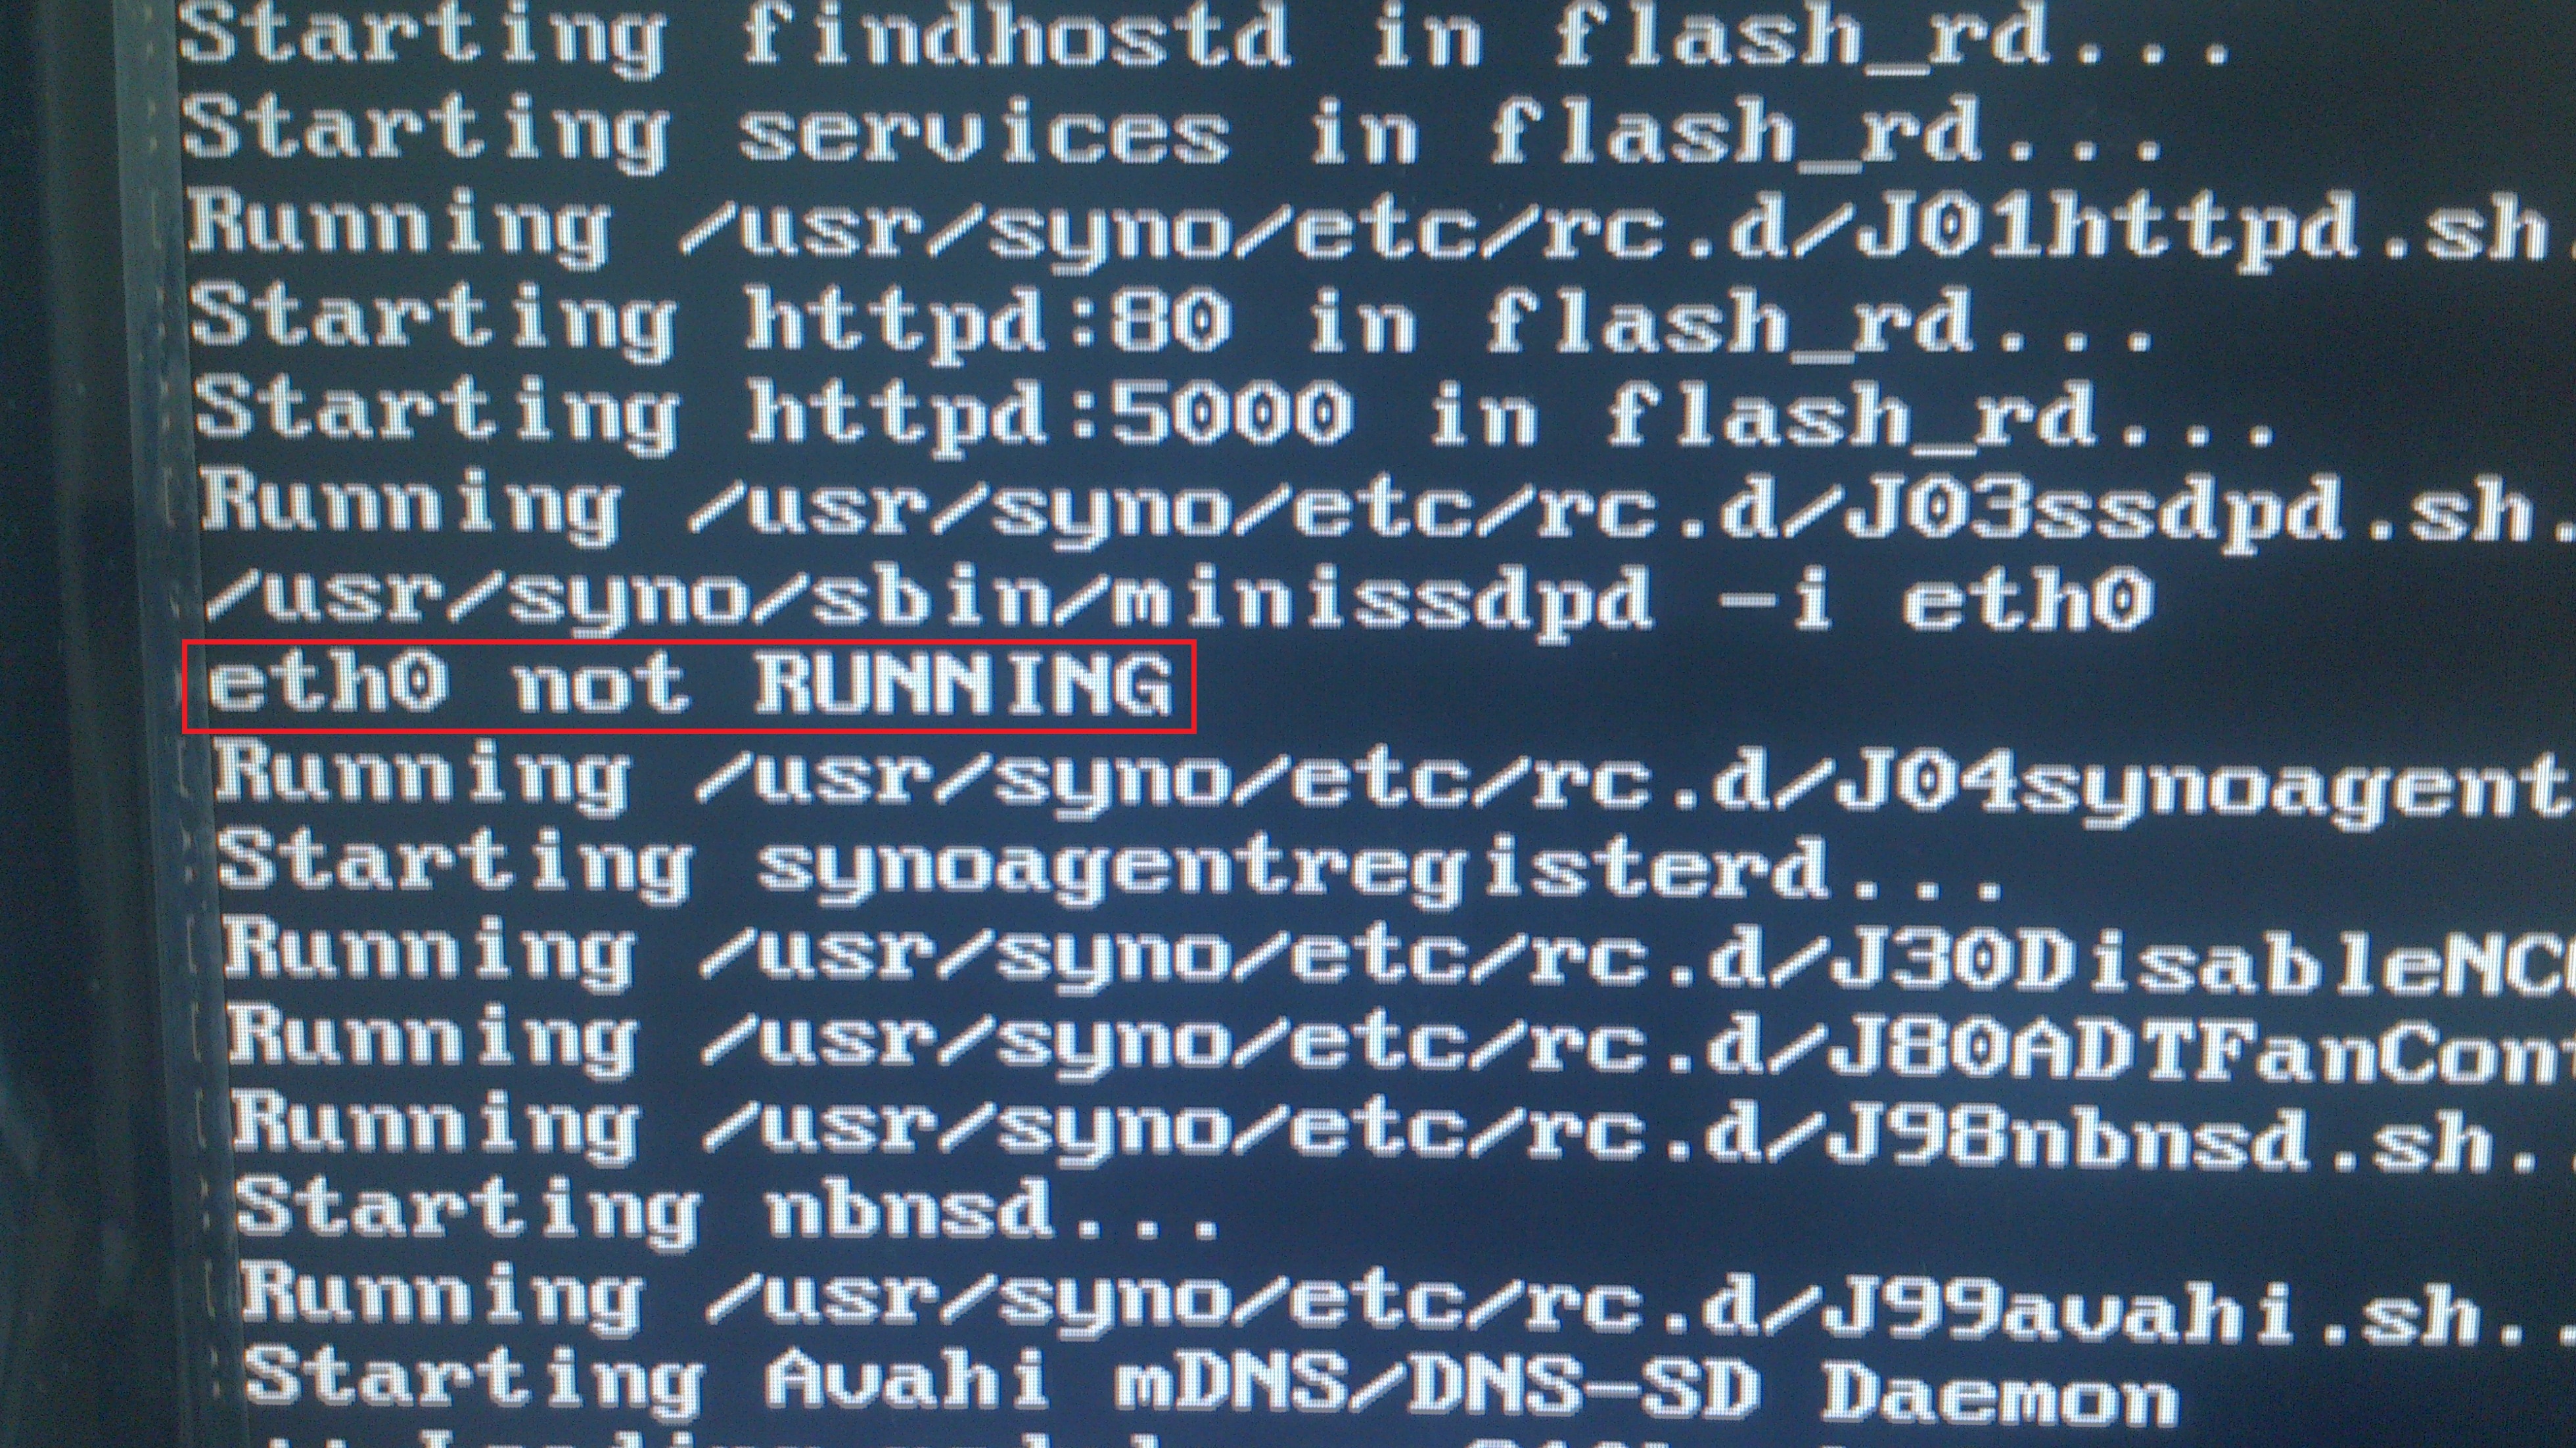 Starting findhostd in flash_rd...
Starting services in flash_rd...
Running /usr/syno/etc/rc.d/J01httpd.sh.
Starting httpd:80 in flash_rd...
Starting httpd:5000 in flash_rd...
Running /usr/syno/etc/rc.d/J03ssdpd.sh.
/usr/syno/sbin/minissdpd -i eth0
eth0 not RUNNING
Running /usr/syno/etc/rc.d/J04synoagent
Starting synoagentregisterd...
Running /usr/syno/etc/rc.d/J30DisableNC
Running /usr/syno/etc/rc.d/J80ADTFanCon
Running /usr/syno/etc/rc.d/J98nbnsd.sh.
Starting nbnsd...
Running /usr/syno/etc/rc.d/J99avahi.sh..
Starting Avahi mDNS/DNS-SD Daemon